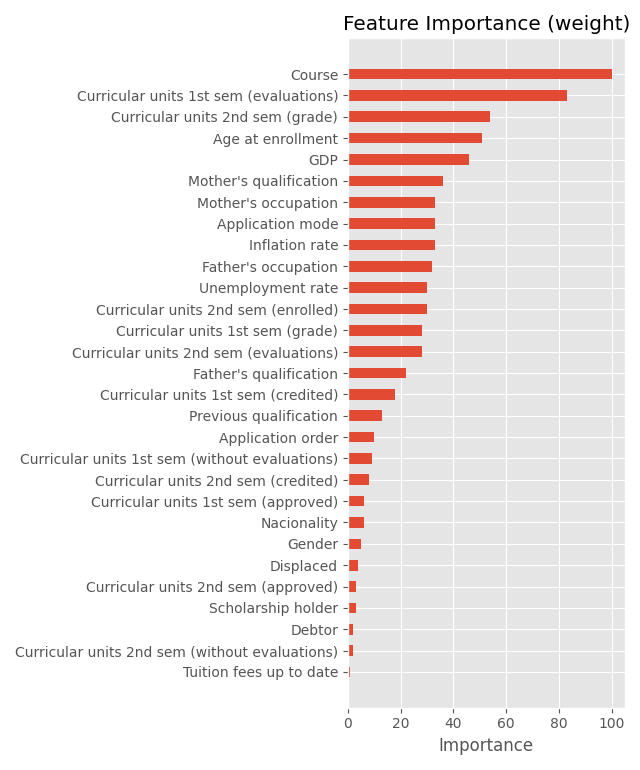 Feature Importance (weight)
Course
Curricular units 1st sem (evaluations)
Curricular units 2nd sem (grade)
Age at enrollment
GDP
Mother's qualification
Mother's occupation
Application mode
Inflation rate
Father's occupation
Unemployment rate
Curricular units 2nd sem (enrolled)
Curricular units 1st sem (grade)
Curricular units 2nd sem (evaluations)
Father's qualification
Curricular units 1st sem (credited)
Previous qualification
Application order
Curricular units 1st sem (without evaluations)
Curricular units 2nd sem (credited)
Curricular units 1st sem (approved)
Nacionality
Gender
Displaced
Curricular units 2nd sem (approved)
Scholarship holder
Debtor
Curricular units 2nd sem (without evaluations)
Tuition fees up to date
0 20 40 60 80 100
Importance